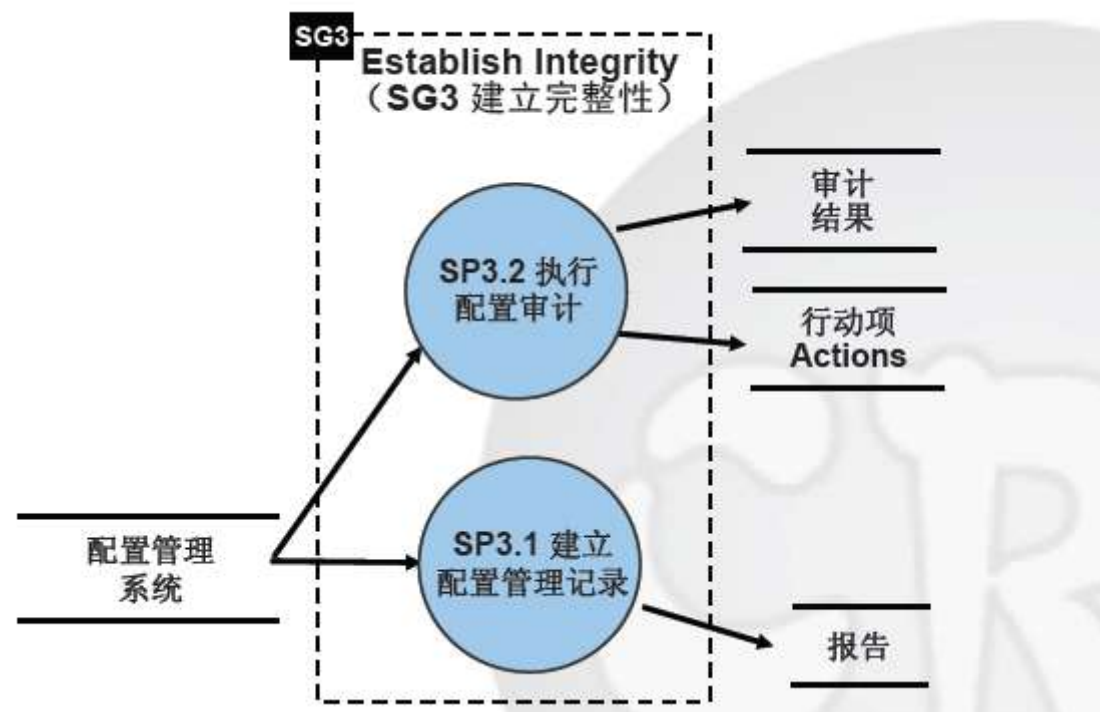 SG3
Establish Integrity
（SG3 建立完整性）
SP3.2 执行
配置审计
审计
结果
行动项
Actions
SP3.1 建立
配置管理记录
配置管理
系统
报告